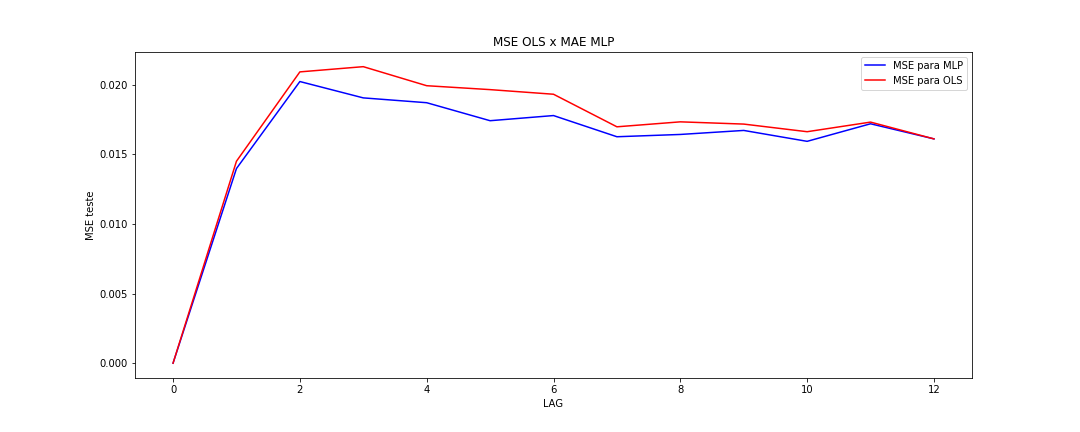 MSE OLS x MAE MLP
MSE para MLP
MSE para OLS
0.020
0.015
0.010
0.005
0.000
MSE teste
0 2 4 6 8 10 12
LAG